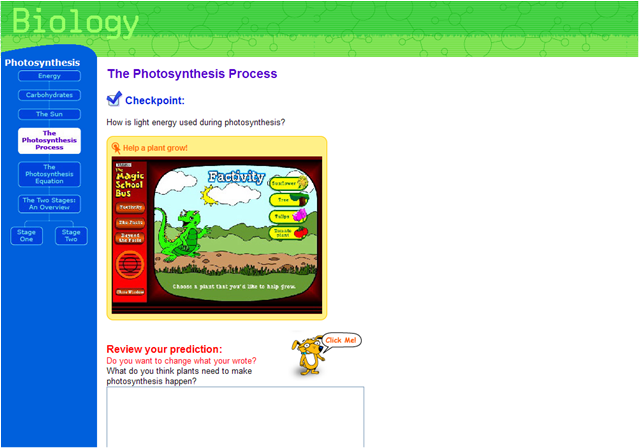 Biology
Photosynthesis
Energy
Carbohydrates
The Sun
The
Photosynthesis
Process
The
Photosynthesis
Equation
The Two Stages:
An Overview
Stage
One
Stage
Two
The Photosynthesis Process
Checkpoint:
How is light energy used during photosynthesis?
Help a plant grow!
The
Magic
School
Bus
Factivity
The Facts
Beyond
the Facts
Close Window
Factivity
Sunflower
Tree
Tulips
Tomato
Plant
Choose a plant that you'd like to help grow.
Click Me!
Review your prediction:
Do you want to change what your wrote?
What do you think plants need to make
photosynthesis happen?